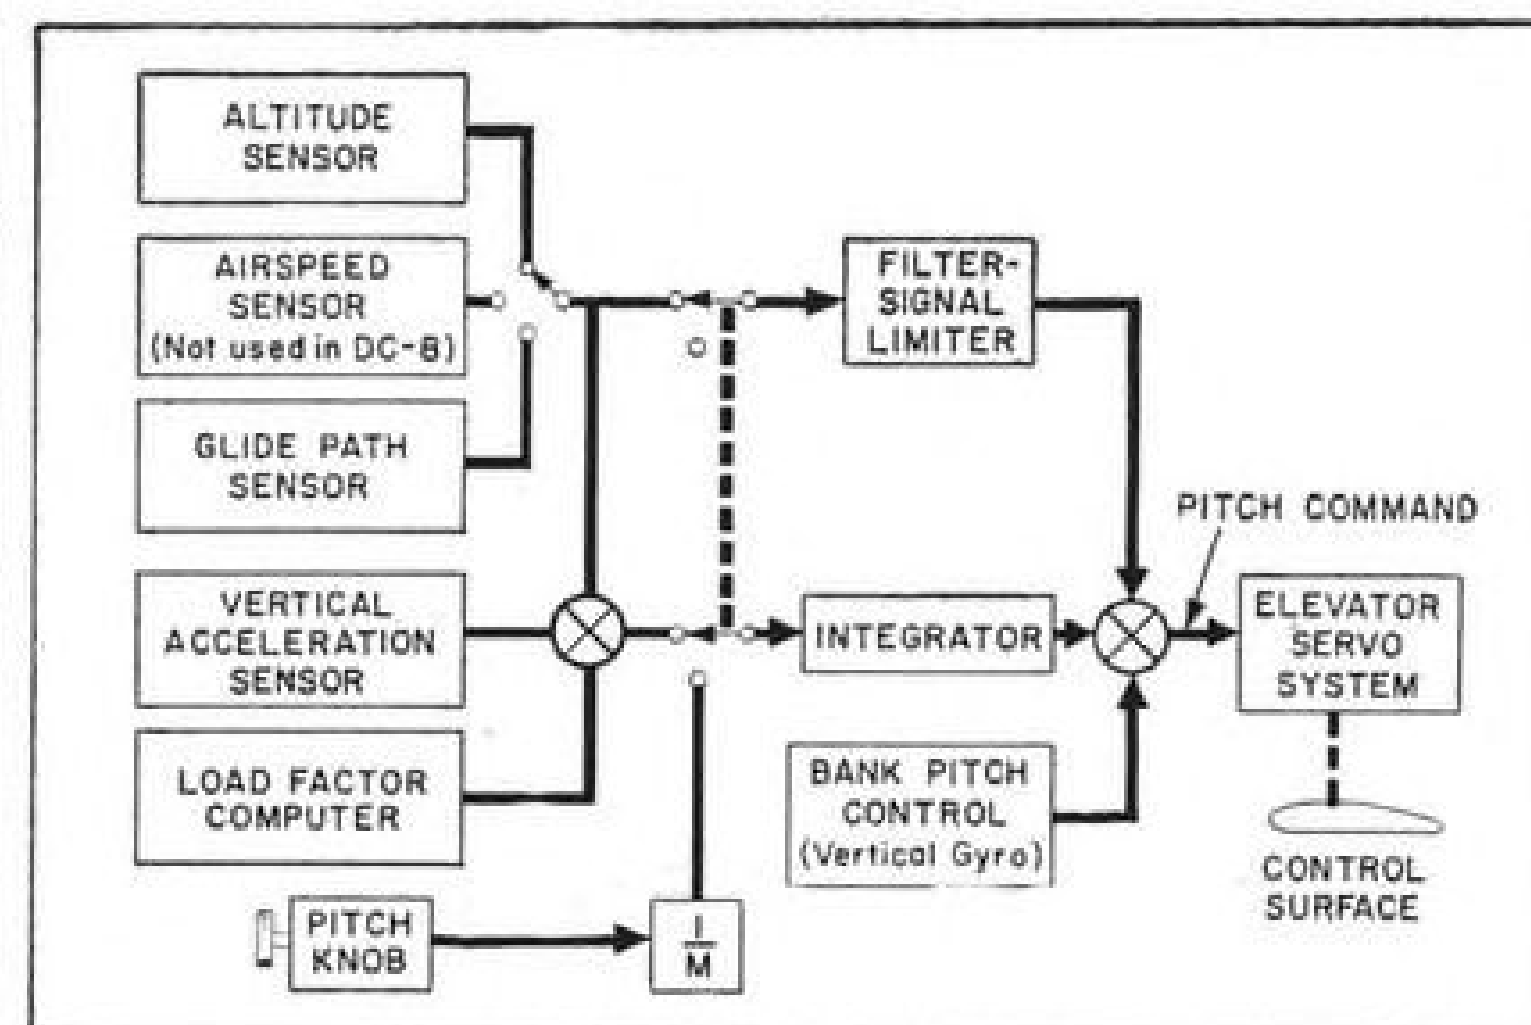 ALTITUDE
SENSOR
AIRSPEED
SENSOR
(Not used in DC-8)
GLIDE PATH
SENSOR
VERTICAL
ACCELERATION
SENSOR
LOAD FACTOR
COMPUTER
PITCH
KNOB
1
M
FILTER-
SIGNAL
LIMITER
INTEGRATOR
BANK PITCH
CONTROL
(Vertical Gyro)
PITCH COMMAND
ELEVATOR
SERVO
SYSTEM
CONTROL
SURFACE